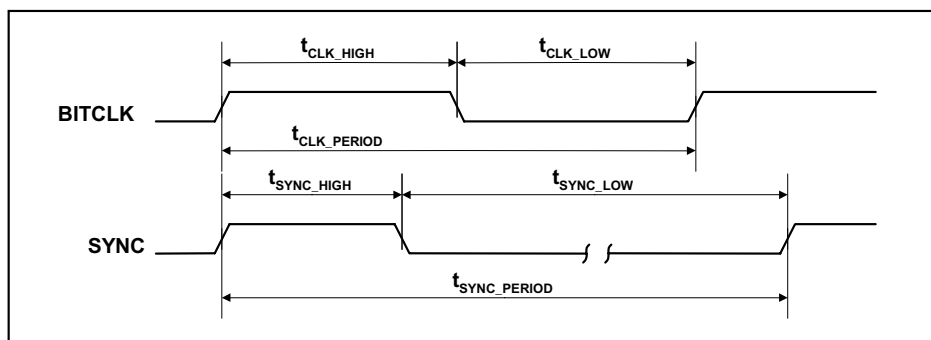 tCLK_HIGH tCLK_LOW
BITCLK
tCLK_PERIOD
tSYNC_HIGH tSYNC_LOW
SYNC
tSYNC_PERIOD